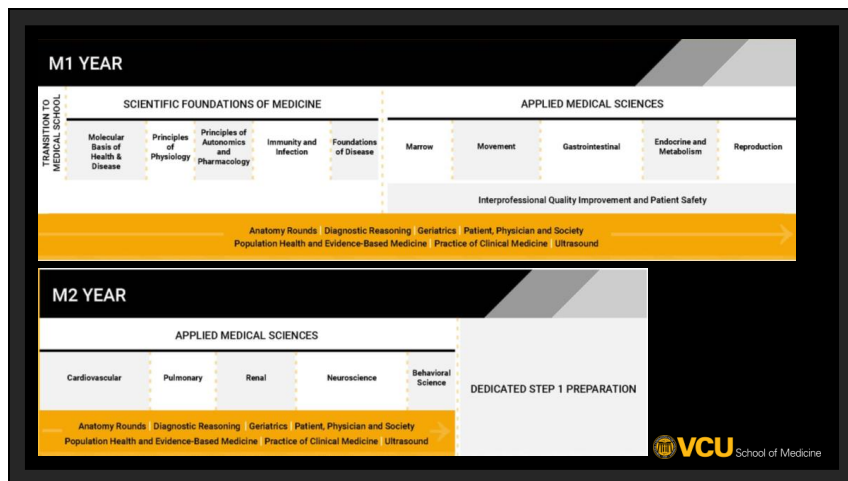 M1 YEAR
TRANSITION TO
MEDICAL SCHOOL
SCIENTIFIC FOUNDATIONS OF MEDICINE
Molecular
Basis of
Health &
Disease
Principles
of
Physiology
Principles of
Autonomics
and
Pharmacology
Immunity and
Infection
Foundations
of Disease
APPLIED MEDICAL SCIENCES
Marrow
Movement
Gastrointestinal
Endocrine and
Metabolism
Reproduction
Interprofessional Quality Improvement and Patient Safety
Anatomy Rounds | Diagnostic Reasoning | Geriatrics | Patient, Physician and Society
Population Health and Evidence-Based Medicine | Practice of Clinical Medicine | Ultrasound
M2 YEAR
APPLIED MEDICAL SCIENCES
Cardiovascular
Pulmonary
Renal
Neuroscience
Behavioral
Science
DEDICATED STEP 1 PREPARATION
Anatomy Rounds | Diagnostic Reasoning | Geriatrics | Patient, Physician and Society
Population Health and Evidence-Based Medicine | Practice of Clinical Medicine | Ultrasound
VCU School of Medicine